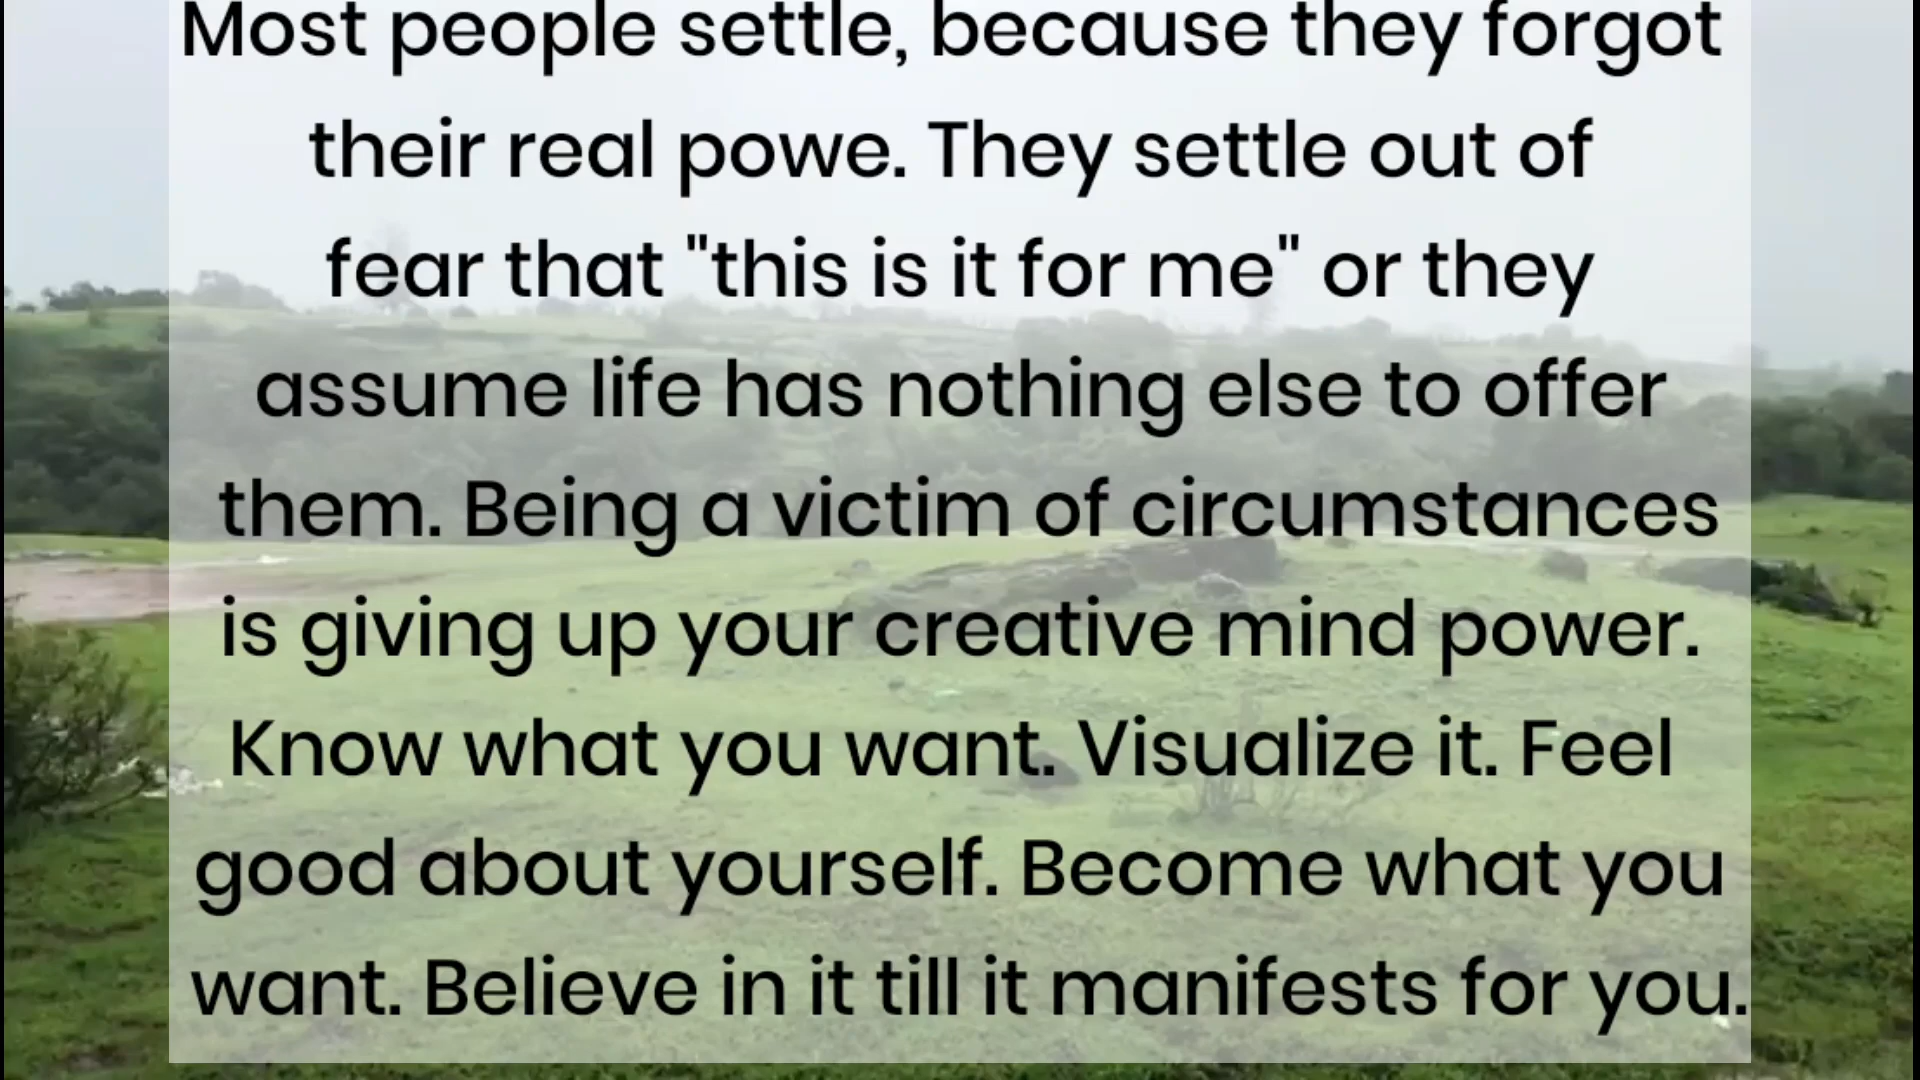 Most people settle, because they forgot
their real powe. They settle out of
fear that "this is it for me" or they
assume life has nothing else to offer
them. Being a victim of circumstances
is giving up your creative mind power.
Know what you want. Visualize it. Feel
good about yourself. Become what you
want. Believe in it till it manifests for you.